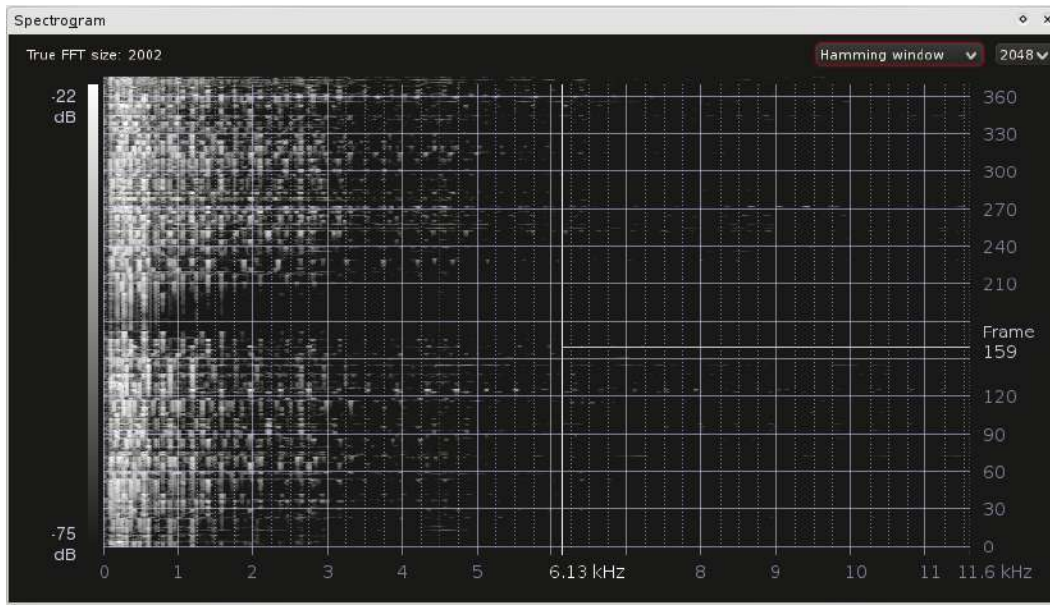 Spectrogram
True FFT size: 2002
Hamming window
2048
-22
dB
360
330
300
270
240
210
Frame
159
120
90
60
30
0
-75
dB
0 1 2 3 4 5 6.13 kHz 8 9 10 11 11.6 kHz